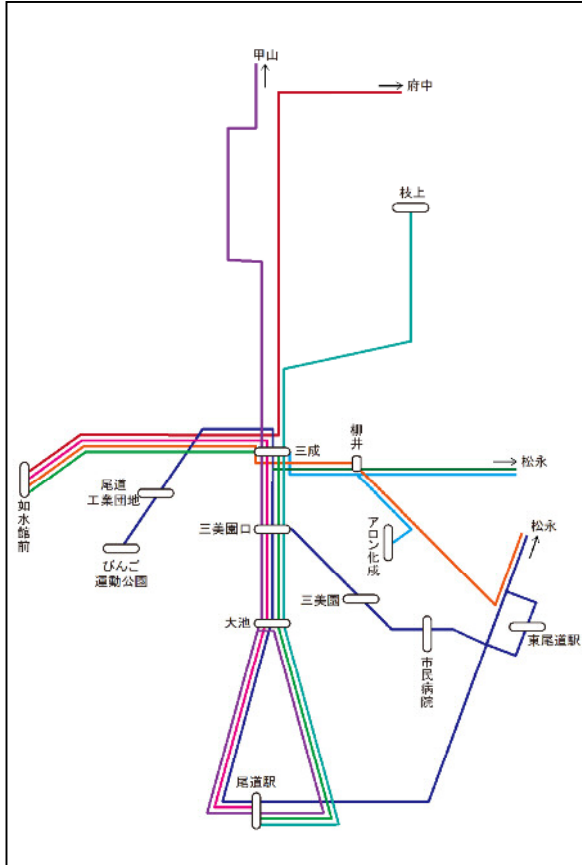 甲山
府中
枝上
柳井
三成
松永
如水館前
尾道
工業団地
三美園口
アロン化成
松永
びんご
運動公園
三美園
大池
東尾道駅
市民病院
尾道駅